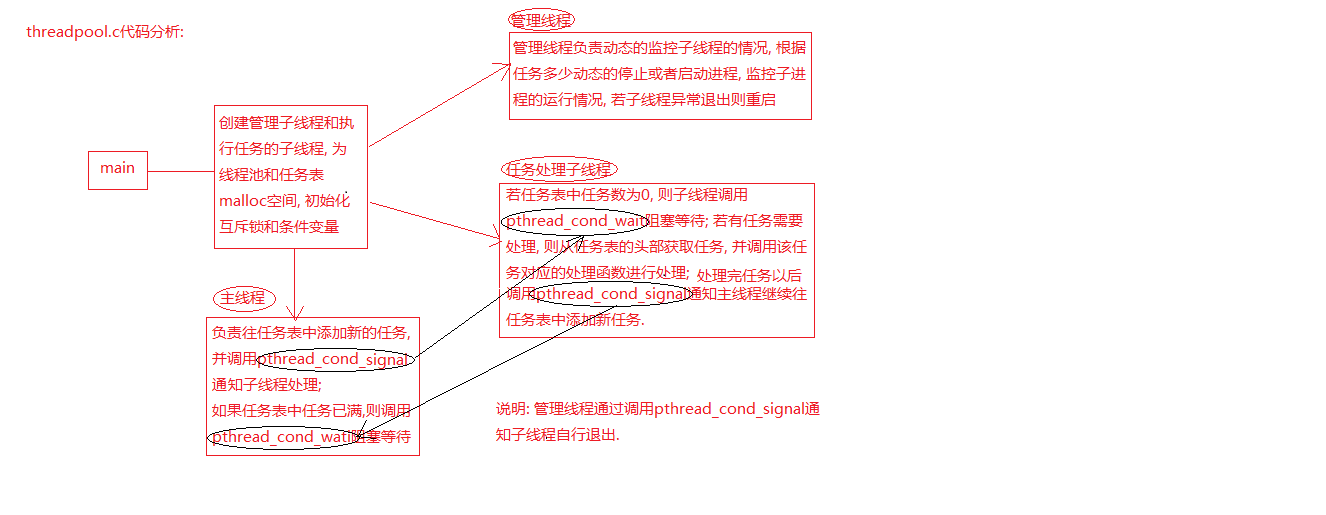 threadpool.c代码分析:
管理线程
管理线程负责动态的监控子线程的情况, 根据
任务多少动态的停止或者启动进程, 监控子进
程的运行情况, 若子线程异常退出则重启
main
创建管理子线程和执
行任务的子线程, 为
线程池和任务表
malloc空间, 初始化
互斥锁和条件变量
任务处理子线程
若任务表中任务数为0, 则子线程调用
pthread_cond_wait阻塞等待; 若有任务需要
处理, 则从任务表的头部获取任务, 并调用该任
务对应的处理函数进行处理; 处理完任务以后
调用pthread_cond_signal通知主线程继续往
任务表中添加新任务.
主线程
负责往任务表中添加新的任务,
并调用pthread_cond_signal
通知子线程处理;
如果任务表中任务已满,则调用
pthread_cond_wati阻塞等待
说明: 管理线程通过调用pthread_cond_signal通
知子线程自行退出.